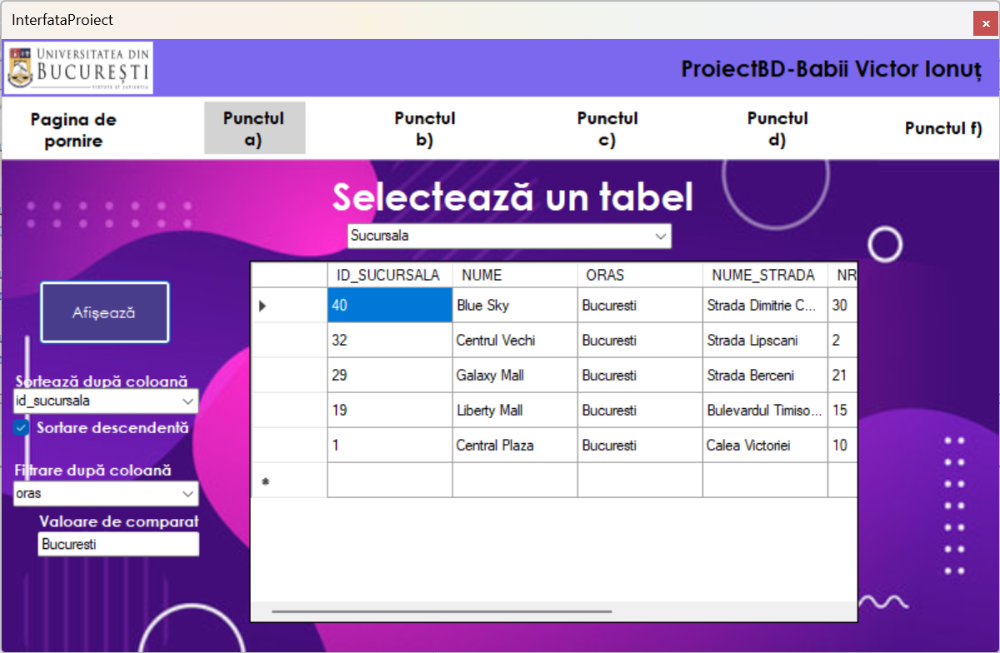 InterfataProiect
UNIVERSITATEA DIN
BUCUREȘTI
VIRTUTE ET SAPIENTIA
ProiectBD-Babii Victor Ionuț
Pagina de
pornire
Punctul
a)
Punctul
b)
Punctul
c)
Punctul
d)
Punctul f)
Selectează un tabel
Sucursala
Afișează
Sortează după coloană
id_sucursala
Sortare descendentă
Filtrare după coloană
oras
Valoare de comparat
Bucuresti
ID_SUCURSALA NUME ORAS NUME_STRADA NR
40 Blue Sky Bucuresti Strada Dimitrie C... 30
32 Centrul Vechi Bucuresti Strada Lipscani 2
29 Galaxy Mall Bucuresti Strada Berceni 21
19 Liberty Mall Bucuresti Bulevardul Timiso... 15
1 Central Plaza Bucuresti Calea Victoriei 10